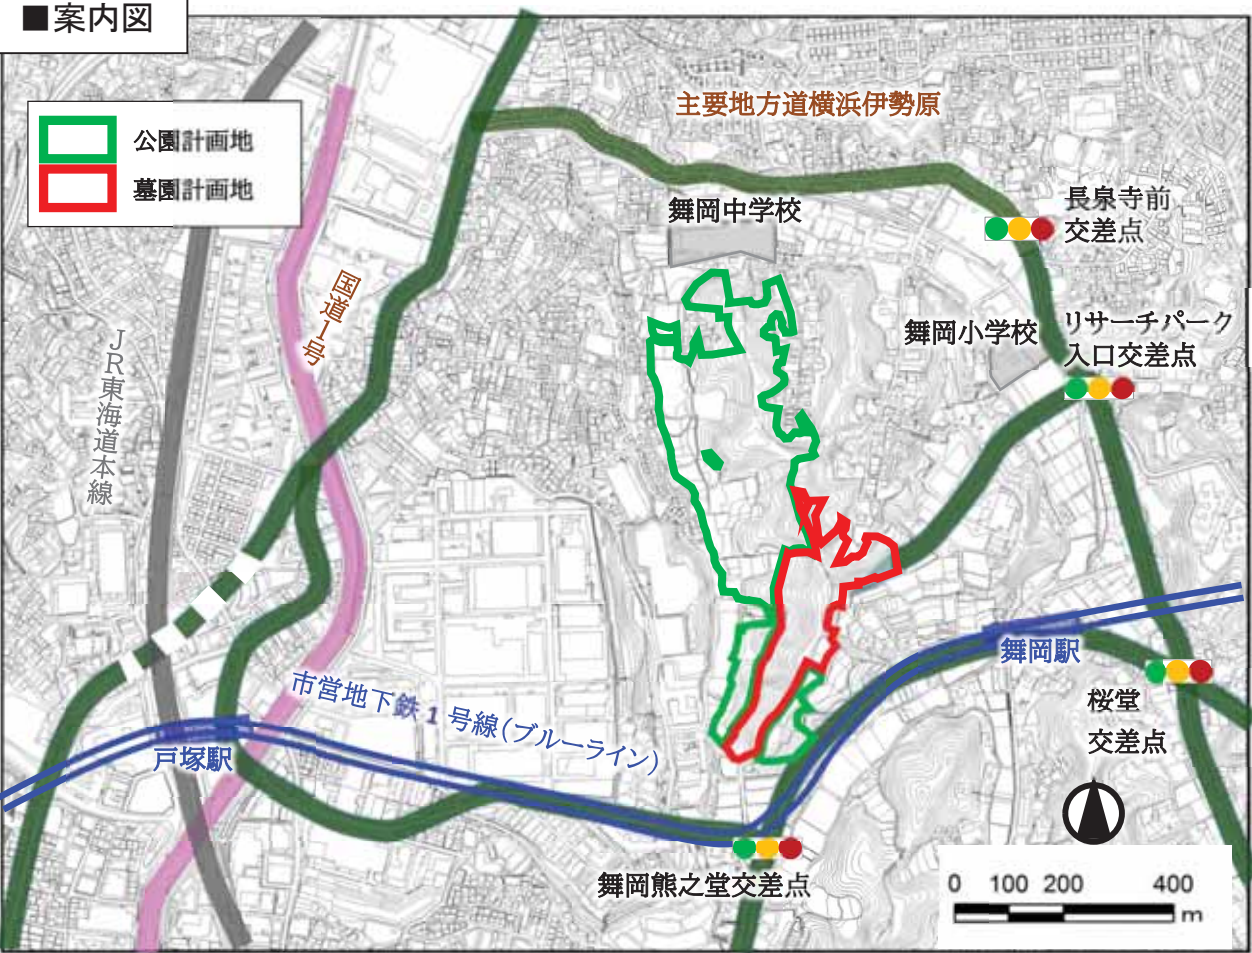 ■案内図
公園計画地
墓園計画地
主要地方道横浜伊勢原
舞岡中学校
長泉寺前
交差点
国道1号
舞岡小学校
リサーチパーク
入口交差点
JR東海道本線
舞岡駅
市営地下鉄1号線(ブルーライン)
桜堂
交差点
戸塚駅
舞岡熊之堂交差点
0 100 200 400
m